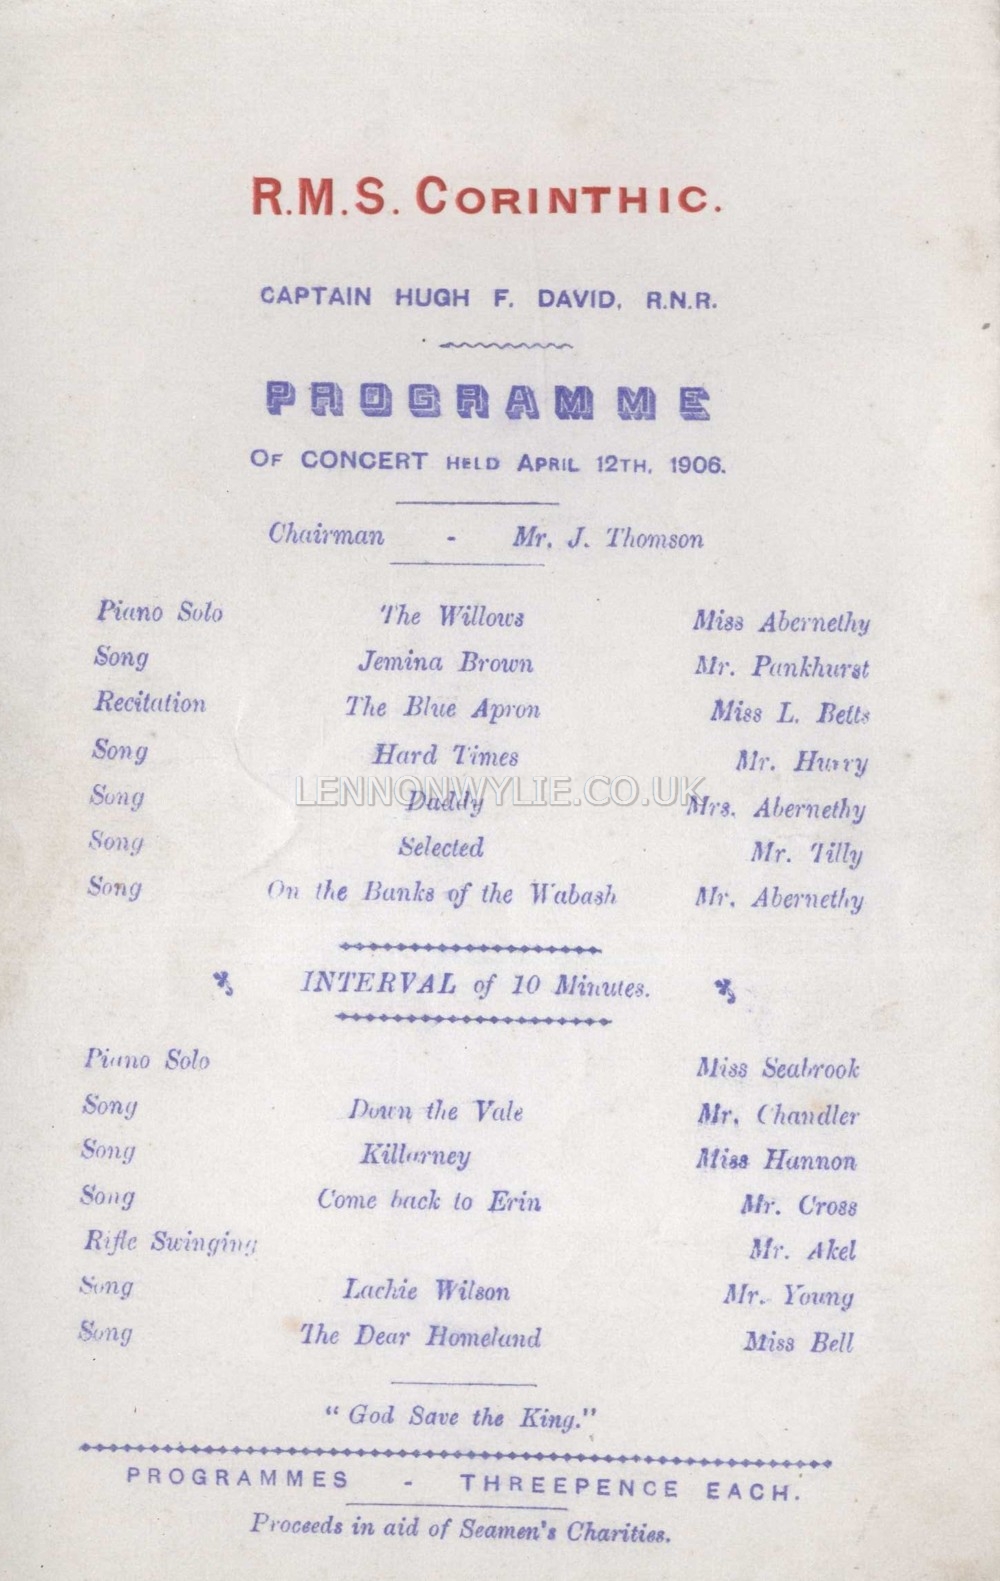 R.M.S. CORINTHIC.
CAPTAIN HUGH F. DAVID, R.N.R.
PROGRAMME
OF CONCERT HELD APRIL 12TH, 1906.
Chairman - Mr. J. Thomson
Piano Solo The Willows Miss Abernethy
Song Jemina Brown Mr. Pankhurst
Recitation The Blue Apron Miss L. Betts
Song Hard Times Mr. Hurry
LENNONWYLIE.CO.UK
Song Daddy Mrs. Abernethy
Song Selected Mr. Tilly
Song On the Banks of the Wabash Mr. Abernethy
INTERVAL of 10 Minutes.
Piano Solo Miss Seabrook
Song Down the Vale Mr. Chandler
Song Killarney Miss Hannon
Song Come back to Erin Mr. Cross
Rifle Swinging Mr. Akel
Song Lachie Wilson Mr. Young
Song The Dear Homeland Miss Bell
"God Save the King."
PROGRAMMES - THREEPENCE EACH.
Proceeds in aid of Seamen's Charities.